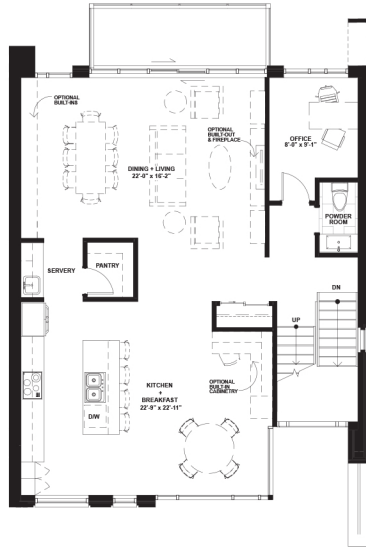 OPTIONAL
BUILT-INS
OPTIONAL
BUILT-OUT
& FIREPLACE
OFFICE
8'-0" x 9'-1"
DINING + LIVING
22'-0" x 16'-2"
POWDER
ROOM
SERVERY
PANTRY
DN
UP
KITCHEN
+
BREAKFAST
22'-9" x 22'-11"
OPTIONAL
BUILT-IN
CABINETRY
D/W